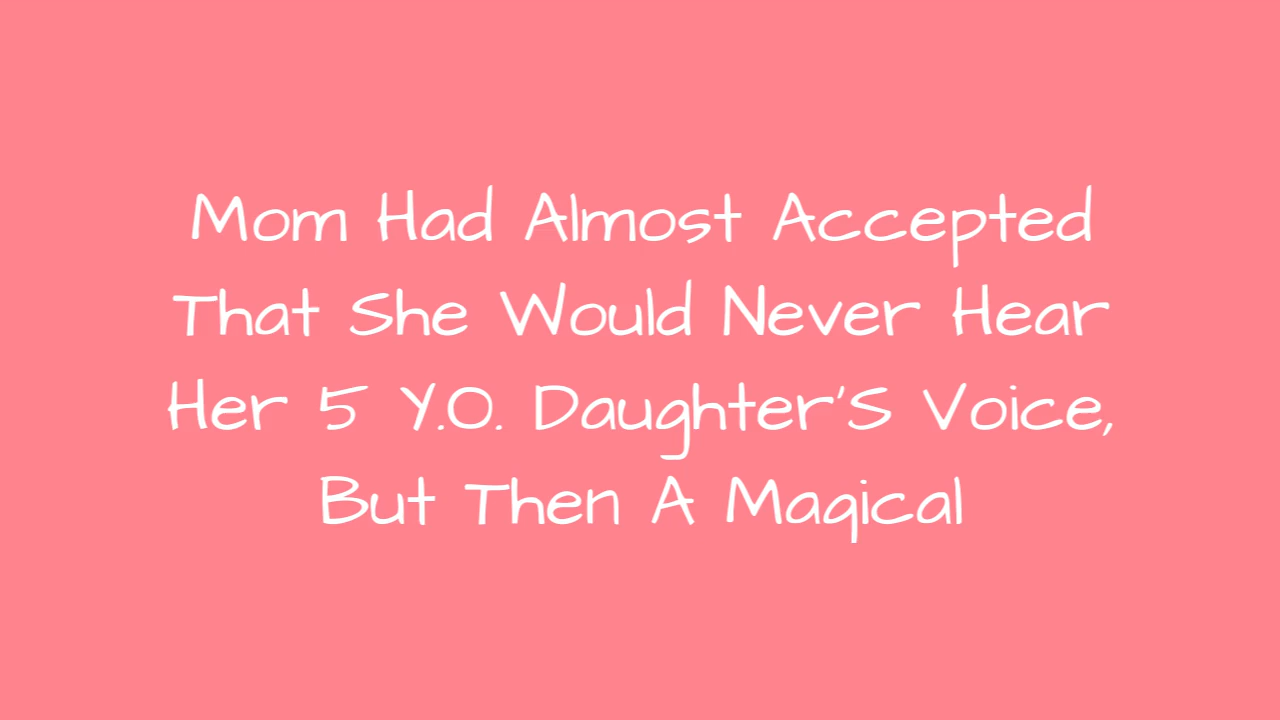 Mom Had Almost Accepted
That She Would Never Hear
Her 5 Y.O. Daughter'S Voice,
But Then A Magical